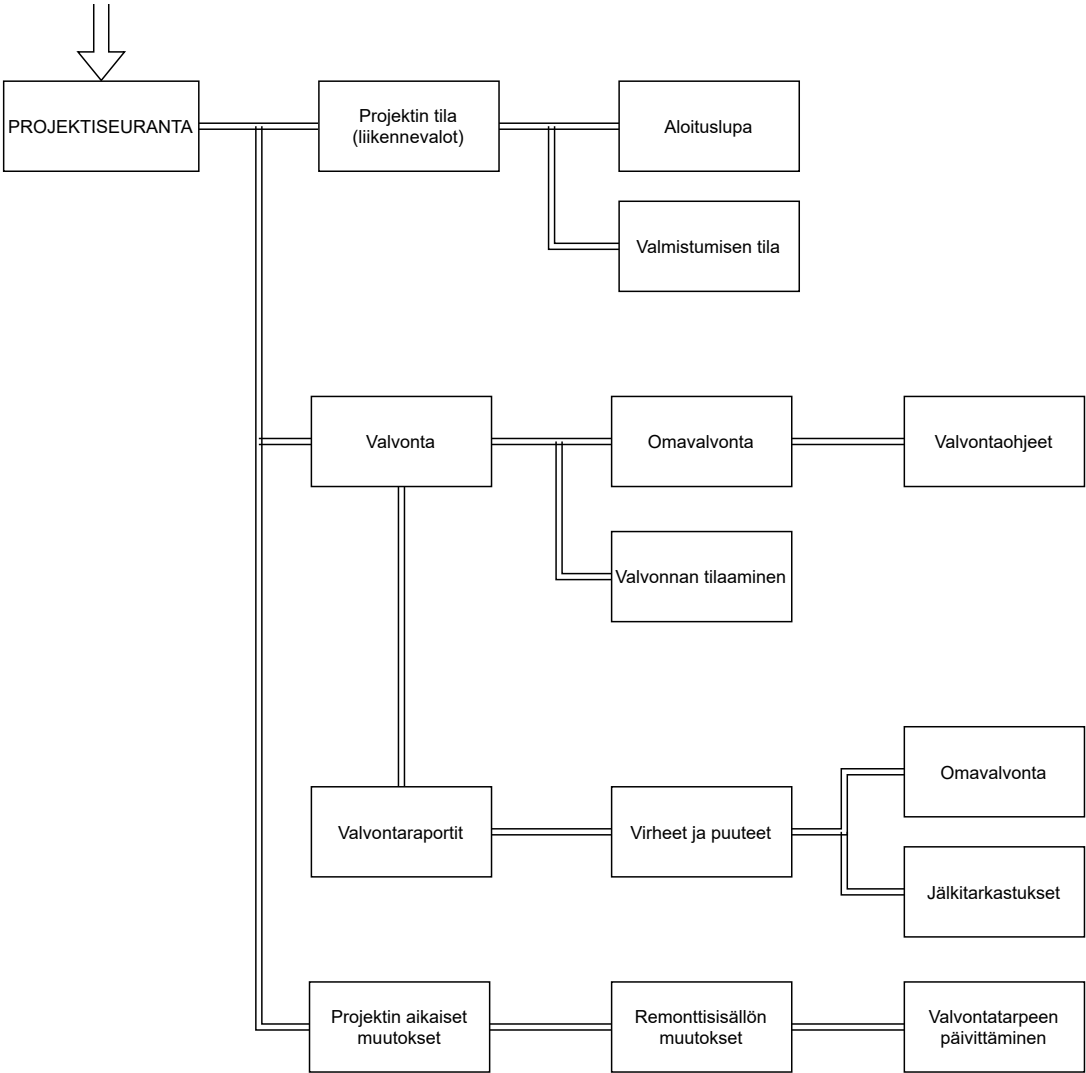 PROJEKTISEURANTA
Projektin tila
(liikennevalot)
Aloituslupa
Valmistumisen tila
Valvonta
Omavalvonta
Valvontaohjeet
Valvonnan tilaaminen
Omavalvonta
Valvontaraportit
Virheet ja puuteet
Jälkitarkastukset
Projektin aikaiset
muutokset
Remonttisisällön
muutokset
Valvontatarpeen
päivittäminen